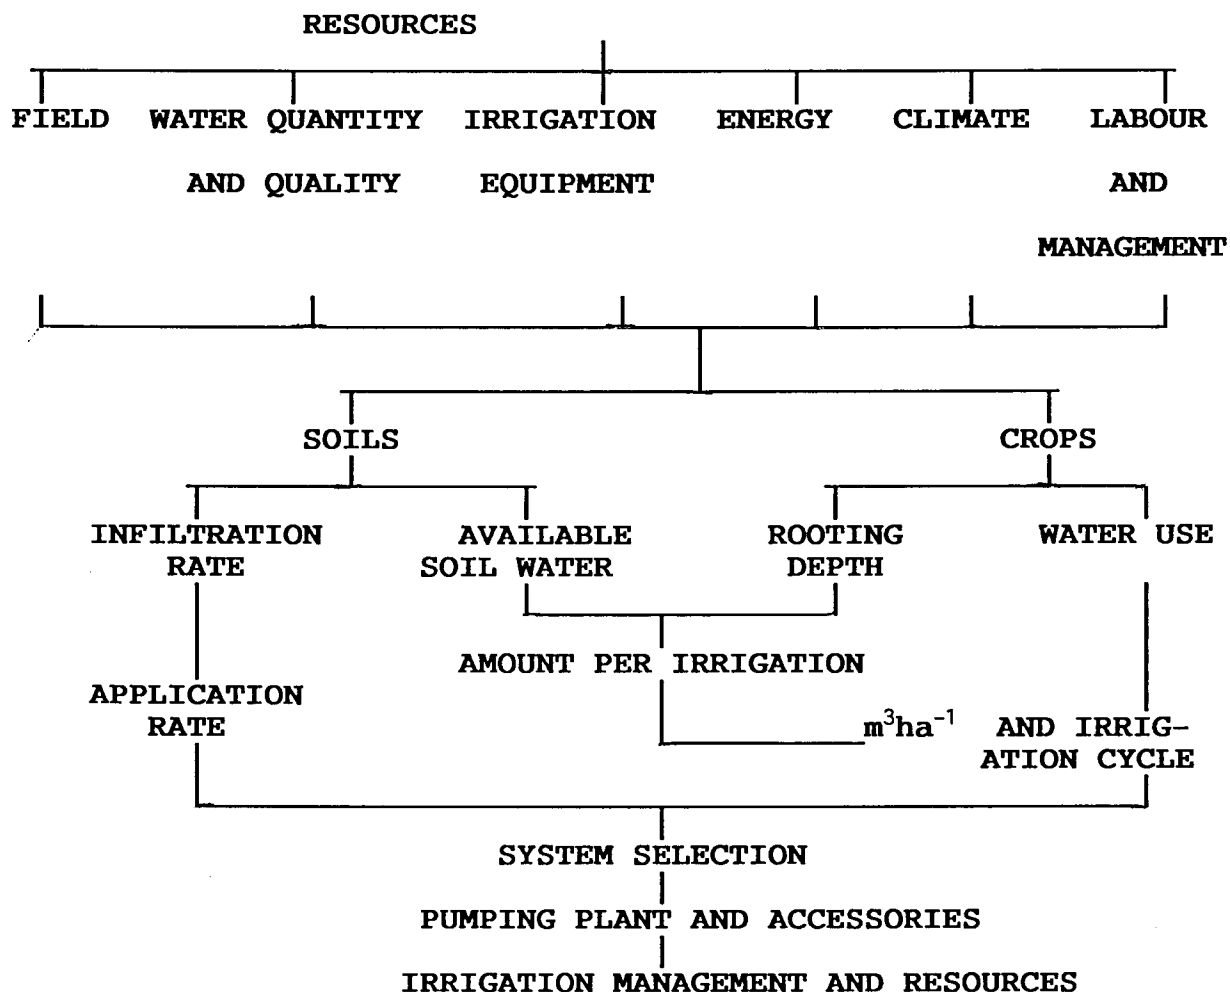 RESOURCES
FIELD WATER QUANTITY IRRIGATION ENERGY CLIMATE LABOUR
AND QUALITY EQUIPMENT AND
MANAGEMENT
SOILS CROPS
INFILTRATION AVAILABLE ROOTING WATER USE
RATE SOIL WATER DEPTH
AMOUNT PER IRRIGATION
APPLICATION
RATE m³ha⁻¹ AND IRRIG-
ATION CYCLE
SYSTEM SELECTION
PUMPING PLANT AND ACCESSORIES
IRRIGATION MANAGEMENT AND RESOURCES